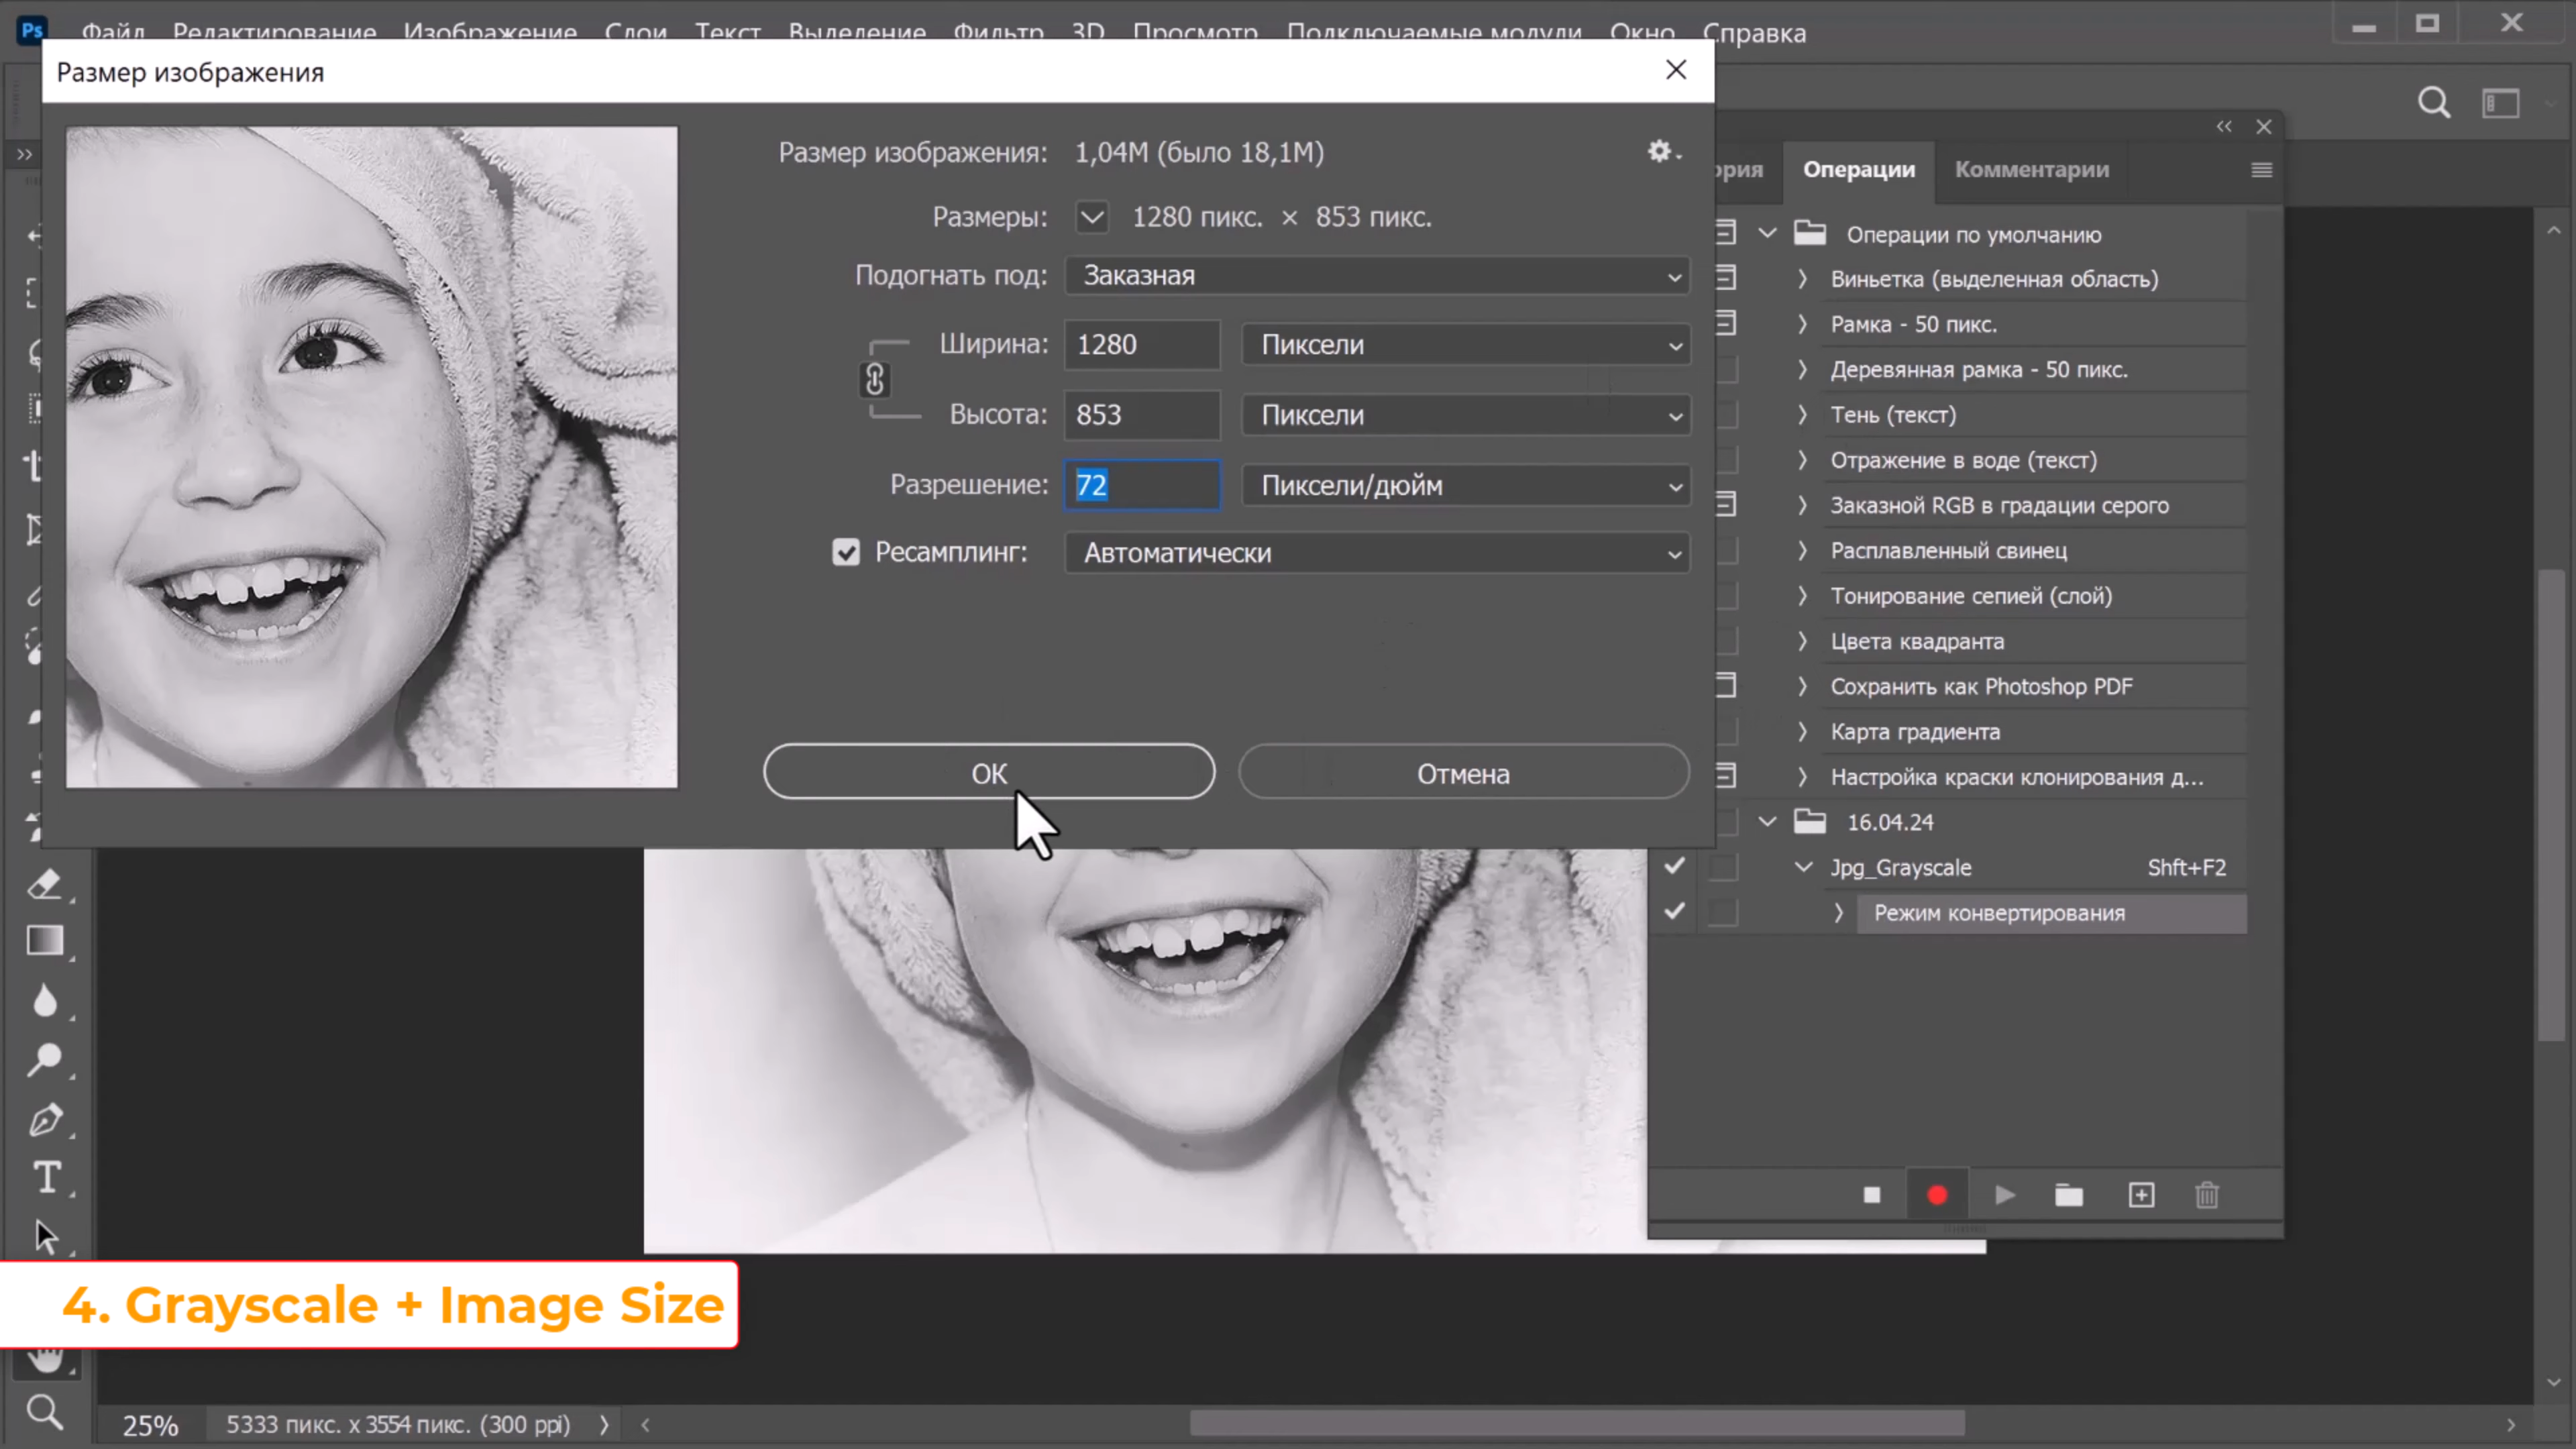 Ps Файл Редактирование Изображение Слои Текст Выделение Фильтр 3D Просмотр Подключаемые модули Окно Справка
Размер изображения
Размер изображения: 1,04M (было 18,1M)
Размеры: 1280 пикс. × 853 пикс.
Подогнать под: Заказная
Ширина: 1280 Пиксели
Высота: 853 Пиксели
Разрешение: 72 Пиксели/дюйм
Ресамплинг: Автоматически
ОК Отмена
ория Операции Комментарии
Операции по умолчанию
Виньетка (выделенная область)
Рамка - 50 пикс.
Деревянная рамка - 50 пикс.
Тень (текст)
Отражение в воде (текст)
Заказной RGB в градации серого
Расплавленный свинец
Тонирование сепией (слой)
Цвета квадранта
Сохранить как Photoshop PDF
Карта градиента
Настройка краски клонирования д...
16.04.24
Jpg_Grayscale Shft+F2
Режим конвертирования
4. Grayscale + Image Size
25% 5333 пикс. x 3554 пикс. (300 ppi)